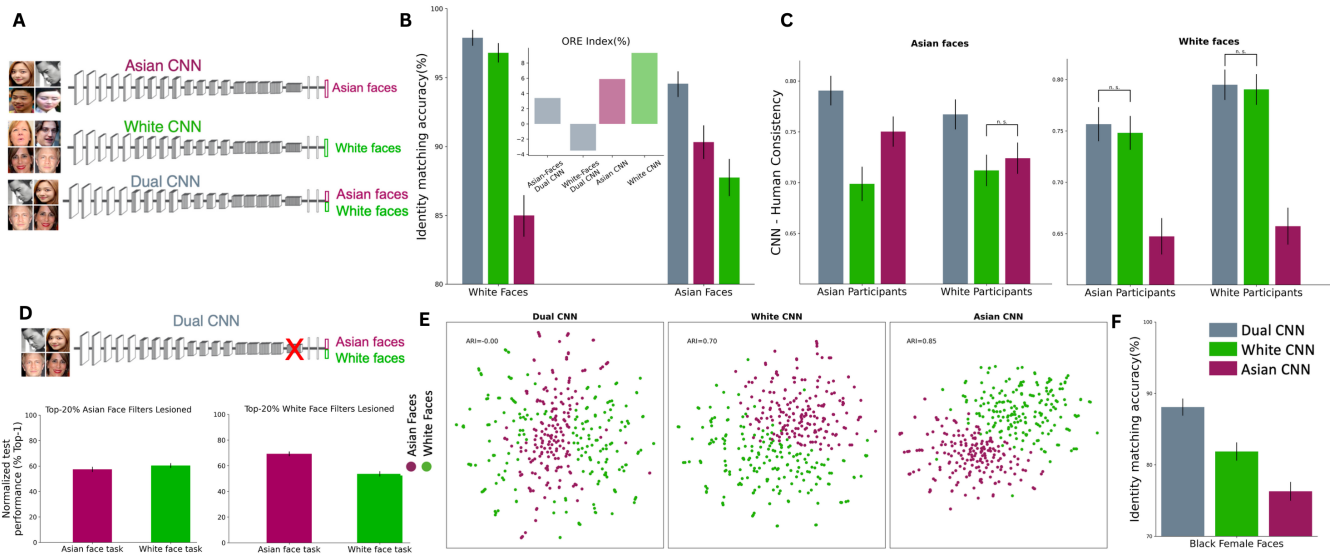 A
Asian CNN
Asian faces
White CNN
White faces
Dual CNN
Asian faces
White faces
B
Identity matching accuracy(%)
100
95
90
85
80
White Faces
Asian Faces
ORE Index(%)
8
6
4
2
0
−2
−4
Asian-Faces
Dual CNN
White-Faces
Dual CNN
Asian CNN
White CNN
C
CNN - Human Consistency
Asian faces
0.80
0.75
0.70
0.65
n. s.
Asian Participants
White Participants
White faces
n. s.
n. s.
Asian Participants
White Participants
D
Dual CNN
X
Asian faces
White faces
Normalized test
performance (% Top-1)
Top-20% Asian Face Filters Lesioned
100
80
60
40
20
0
Asian face task
White face task
Top-20% White Face Filters Lesioned
100
80
60
40
20
0
Asian face task
White face task
E
Asian Faces
White Faces
Dual CNN
ARI=-0.00
White CNN
ARI=0.70
Asian CNN
ARI=0.85
F
Dual CNN
White CNN
Asian CNN
Identity matching accuracy(%)
90
80
70
Black Female Faces